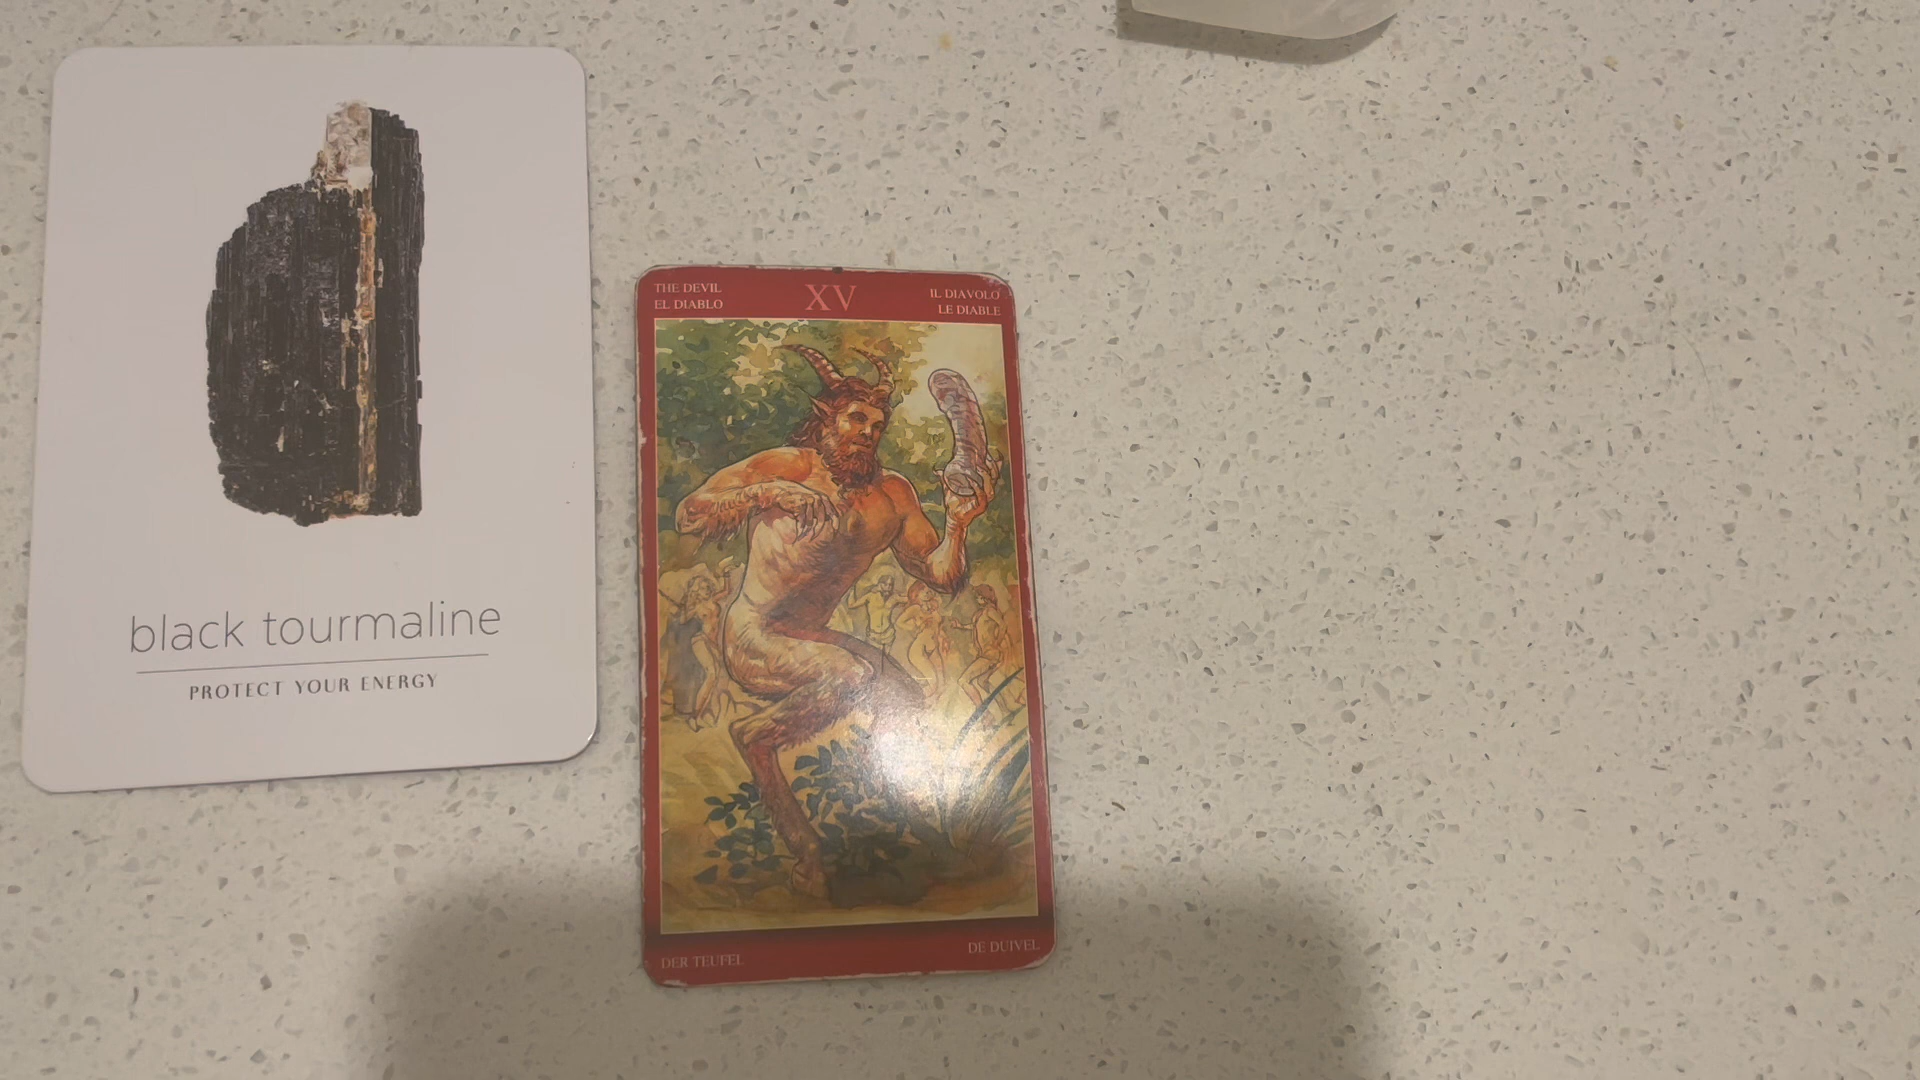 black tourmaline
PROTECT YOUR ENERGY
THE DEVIL
EL DIABLO
XV
IL DIAVOLO
LE DIABLE
DER TEUFEL
DE DUIVEL